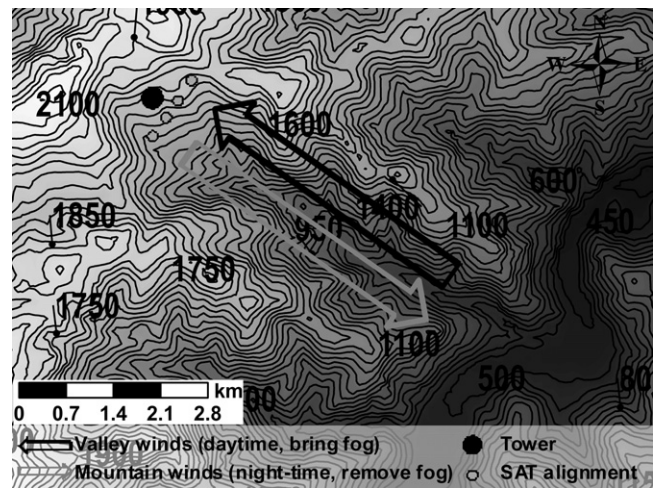 N
W E
S
2100
1600
600
1400
450
1850
950
1100
1750
1750
1100
500
km
0 0.7 1.4 2.1 2.8
Valley winds (daytime, bring fog) Tower
Mountain winds (night-time, remove fog) SAT alignment